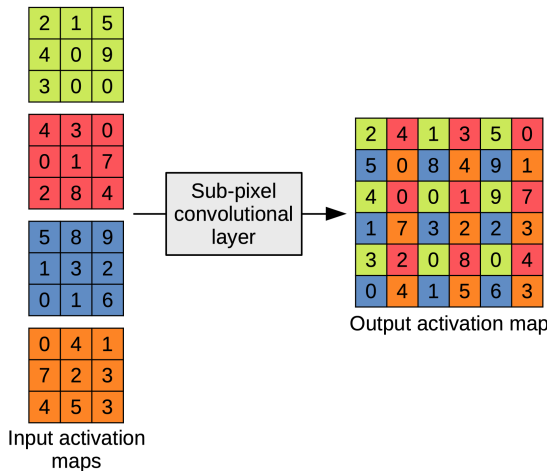 2 1 5
4 0 9
3 0 0
4 3 0
0 1 7
2 8 4
5 8 9
1 3 2
0 1 6
0 4 1
7 2 3
4 5 3
Input activation
maps
Sub-pixel
convolutional
layer
2 4 1 3 5 0
5 0 8 4 9 1
4 0 0 1 9 7
1 7 3 2 2 3
3 2 0 8 0 4
0 4 1 5 6 3
Output activation map